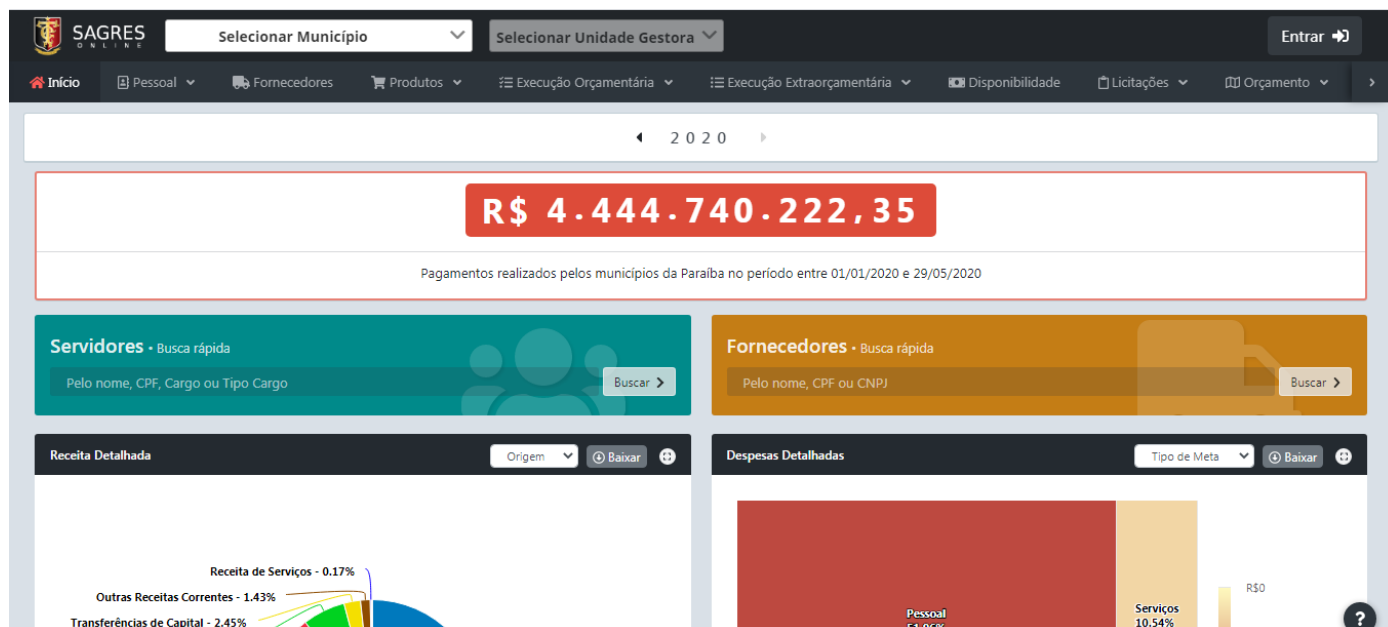 SAGRES
ONLINE
Selecionar Município
Selecionar Unidade Gestora
Entrar
Início
Pessoal
Fornecedores
Produtos
Execução Orçamentária
Execução Extraorçamentária
Disponibilidade
Licitações
Orçamento
2020
R$ 4.444.740.222,35
Pagamentos realizados pelos municípios da Paraíba no período entre 01/01/2020 e 29/05/2020
Servidores • Busca rápida
Pelo nome, CPF, Cargo ou Tipo Cargo
Buscar
Fornecedores • Busca rápida
Pelo nome, CPF ou CNPJ
Buscar
Receita Detalhada
Origem
Baixar
Despesas Detalhadas
Tipo de Meta
Baixar
Receita de Serviços - 0.17%
Outras Receitas Correntes - 1.43%
Transferências de Capital - 2.45%
Pessoal
Serviços
10.54%
R$0
?